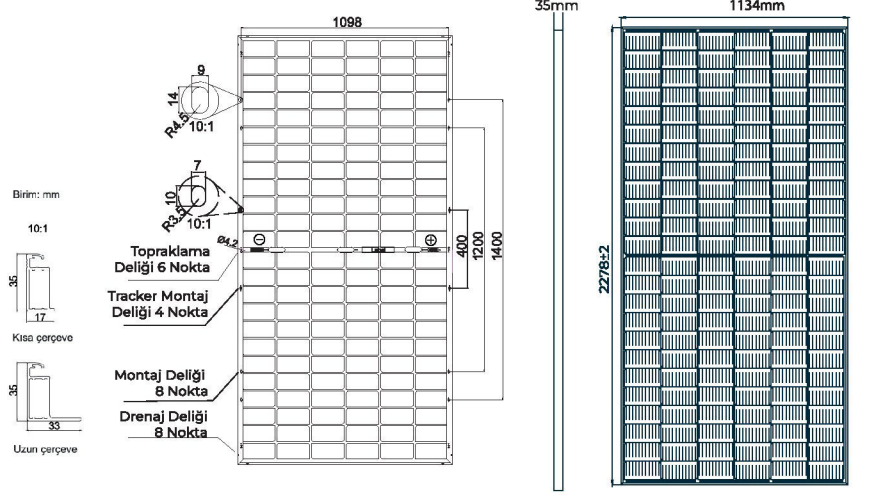 35mm
1134mm
1098
9
14
R4.5
10:1
7
10
R3.5
10:1
Birim: mm
10:1
Ø4.2
Topraklama
Deliği 6 Nokta
400
1200
1400
2278±2
35
17
Kısa çerçeve
Tracker Montaj
Deliği 4 Nokta
35
33
Uzun çerçeve
Montaj Deliği
8 Nokta
Drenaj Deliği
8 Nokta